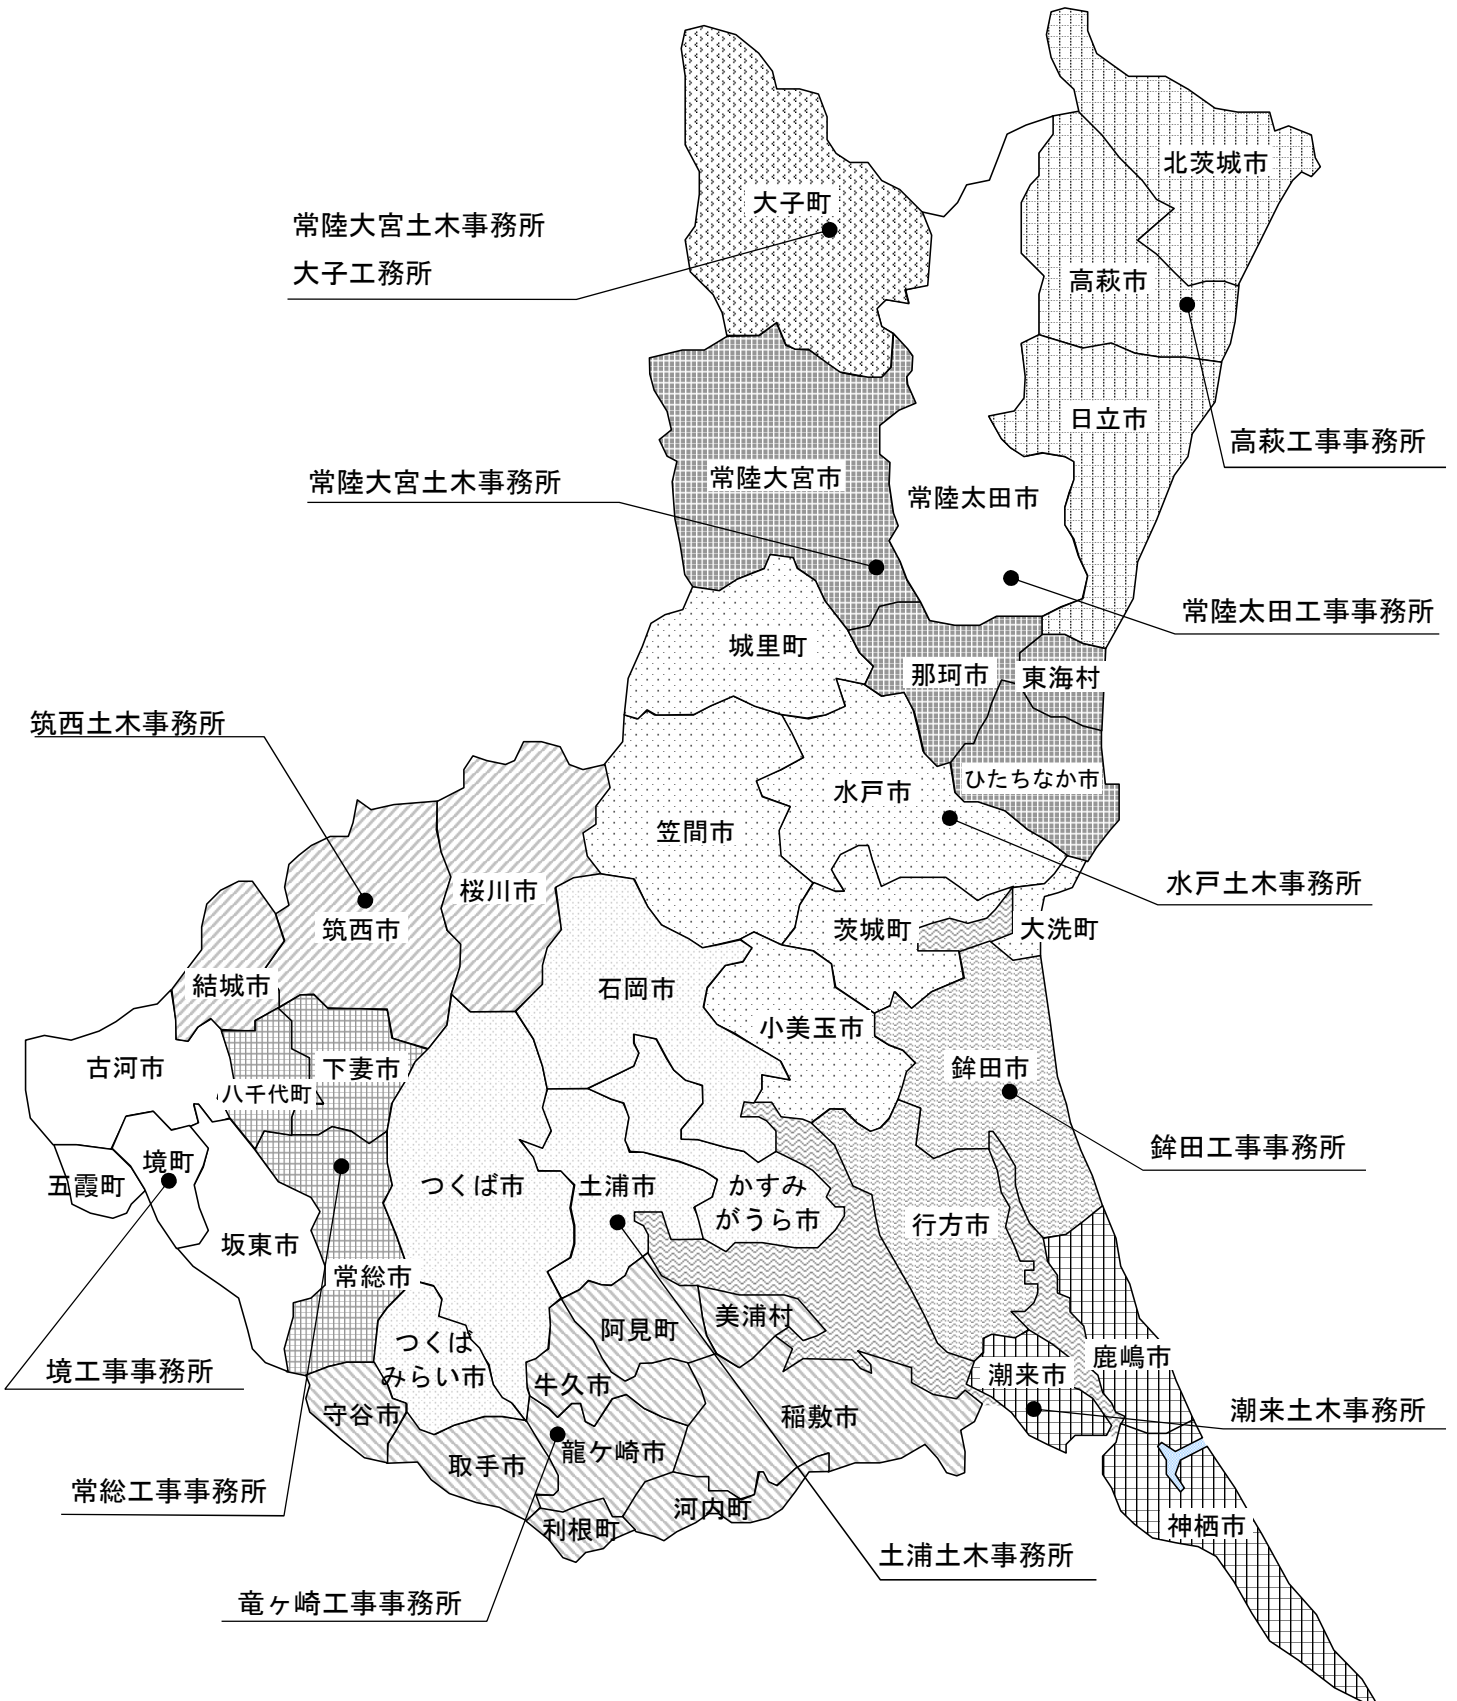 北茨城市
大子町
常陸大宮土木事務所
大子工務所
高萩市
日立市
高萩工事事務所
常陸大宮市
常陸大宮土木事務所
常陸太田市
常陸太田工事事務所
城里町
那珂市
東海村
筑西土木事務所
ひたちなか市
水戸市
笠間市
水戸土木事務所
桜川市
筑西市
茨城町
大洗町
結城市
石岡市
小美玉市
古河市
下妻市
八千代町
鉾田市
鉾田工事事務所
境町
五霞町
つくば市
土浦市
かすみ
がうら市
行方市
坂東市
常総市
阿見町
美浦村
つくば
みらい市
鹿嶋市
潮来市
境工事事務所
牛久市
守谷市
稲敷市
潮来土木事務所
龍ケ崎市
取手市
常総工事事務所
河内町
利根町
神栖市
土浦土木事務所
竜ヶ崎工事事務所